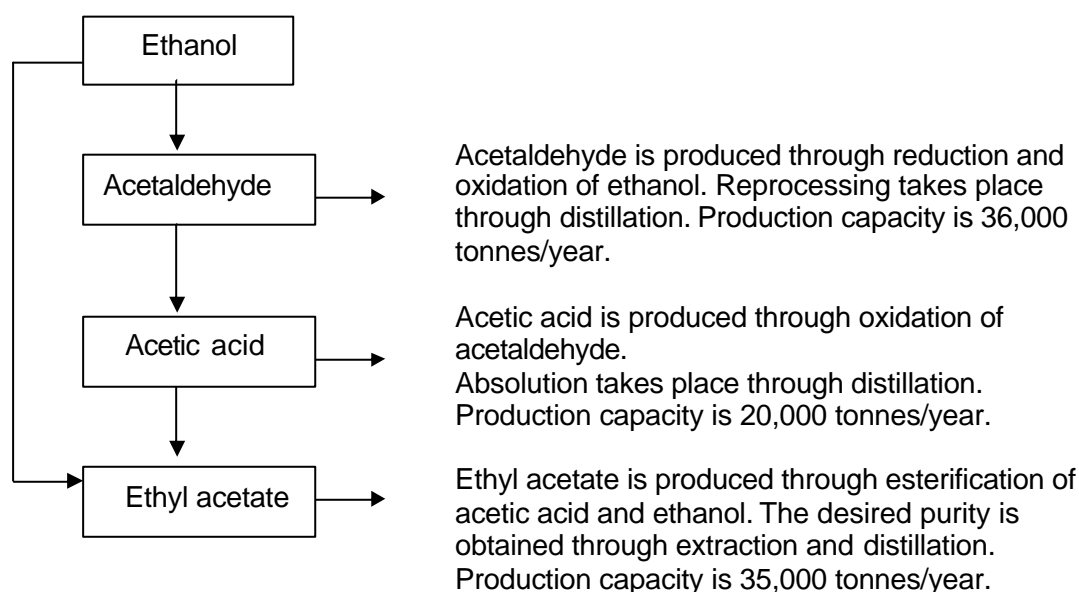 Ethanol
Acetaldehyde
Acetaldehyde is produced through reduction and
oxidation of ethanol. Reprocessing takes place
through distillation. Production capacity is 36,000
tonnes/year.
Acetic acid
Acetic acid is produced through oxidation of
acetaldehyde.
Absolution takes place through distillation.
Production capacity is 20,000 tonnes/year.
Ethyl acetate
Ethyl acetate is produced through esterification of
acetic acid and ethanol. The desired purity is
obtained through extraction and distillation.
Production capacity is 35,000 tonnes/year.